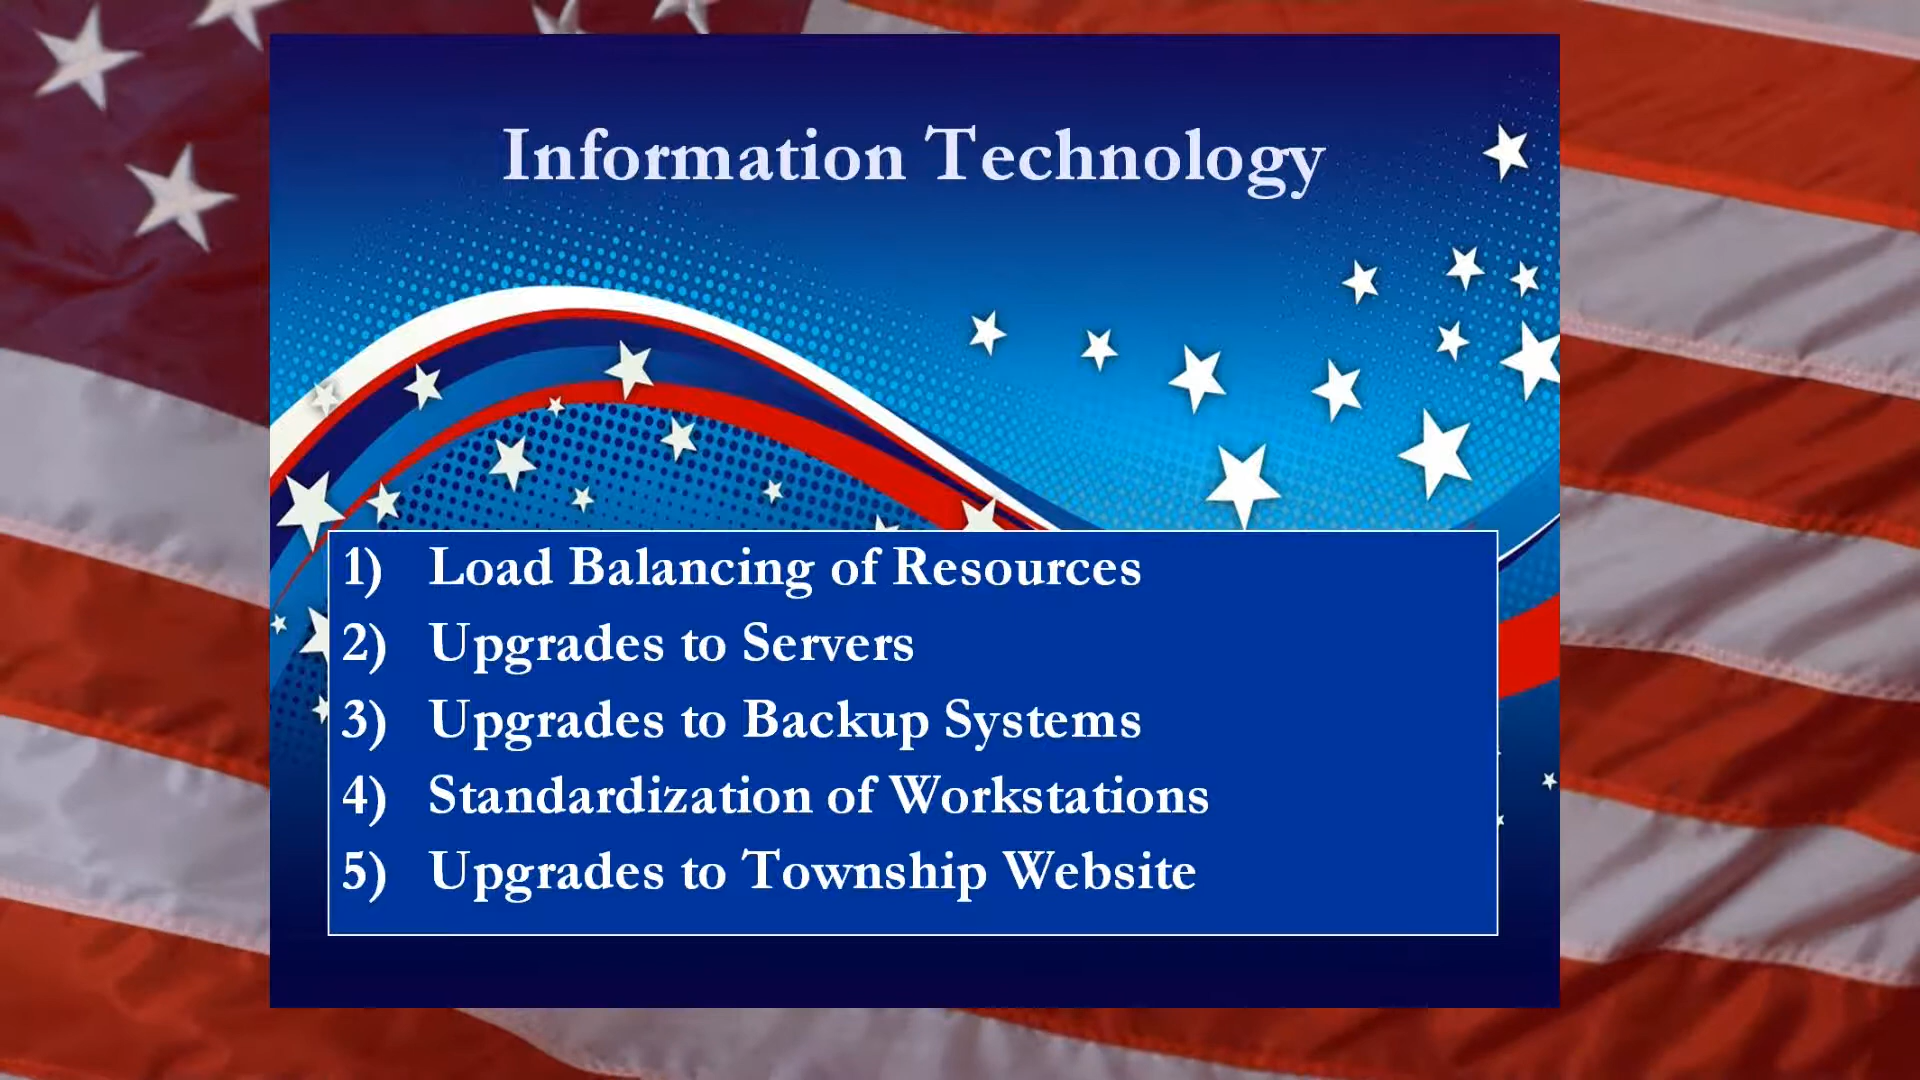 Information Technology
1) Load Balancing of Resources
2) Upgrades to Servers
3) Upgrades to Backup Systems
4) Standardization of Workstations
5) Upgrades to Township Website